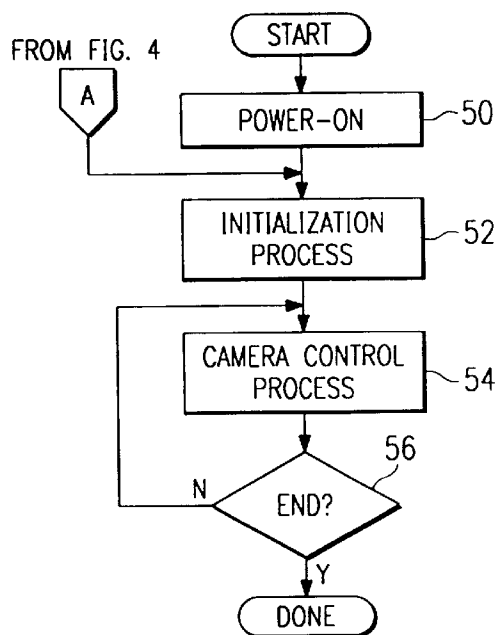 START
FROM FIG. 4
A
POWER-ON
50
INITIALIZATION
PROCESS
52
CAMERA CONTROL
PROCESS
54
56
END?
N
Y
DONE